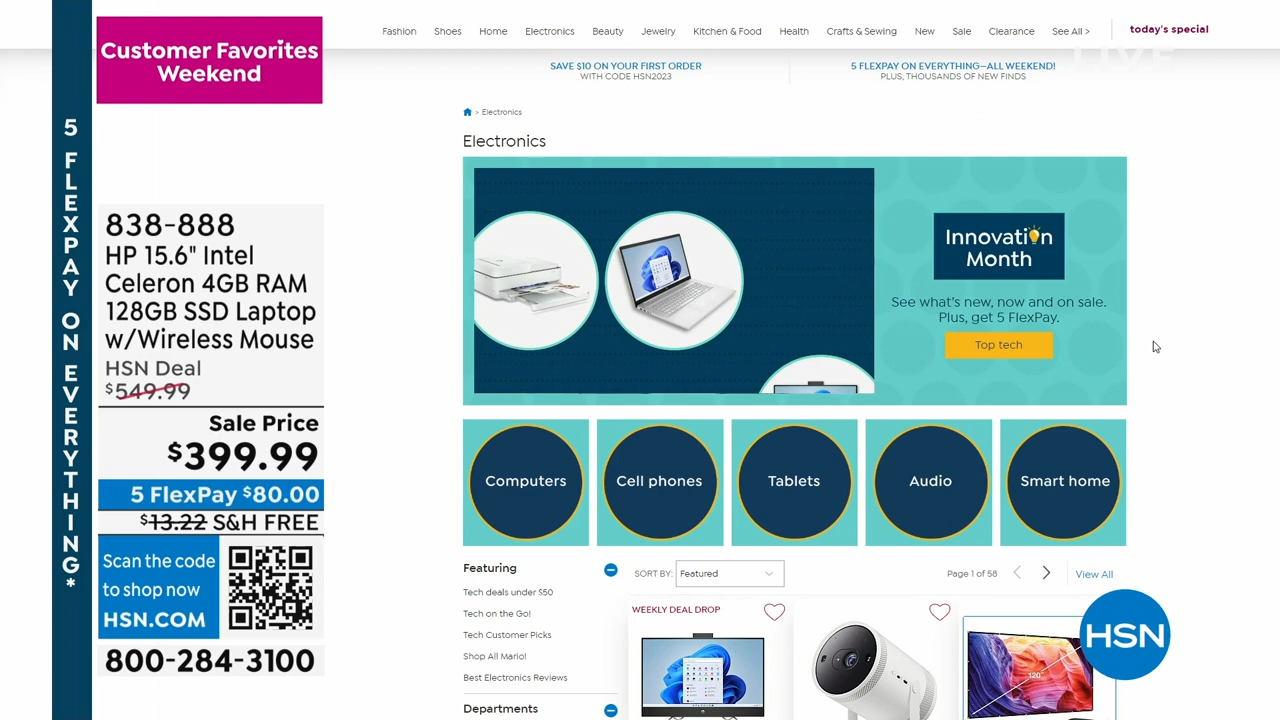 Customer Favorites
Weekend
5 FLEXPAY ON EVERYTHING*
838-888
HP 15.6" Intel
Celeron 4GB RAM
128GB SSD Laptop
w/Wireless Mouse
HSN Deal
$549.99
Sale Price
$399.99
5 FlexPay $80.00
$13.22 S&H FREE
Scan the code
to shop now
HSN.COM
800-284-3100
Fashion Shoes Home Electronics Beauty Jewelry Kitchen & Food Health Crafts & Sewing New Sale Clearance See All > today's special
LIVE
SAVE $10 ON YOUR FIRST ORDER
WITH CODE HSN2023
5 FLEXPAY ON EVERYTHING—ALL WEEKEND!
PLUS, THOUSANDS OF NEW FINDS
> Electronics
Electronics
Innovation
Month
See what's new, now and on sale.
Plus, get 5 FlexPay.
Top tech
Computers Cell phones Tablets Audio Smart home
Featuring
Tech deals under $50
Tech on the Go!
Tech Customer Picks
Shop All Mario!
Best Electronics Reviews
Departments
SORT BY: Featured
Page 1 of 58
View All
WEEKLY DEAL DROP
120"
HSN